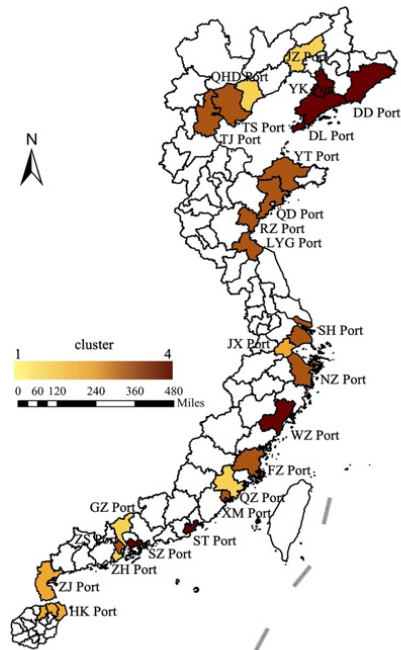 JZ Port
QHD Port
YK
DD Port
TS Port
DL Port
TJ Port
N
YT Port
QD Port
RZ Port
LYG Port
SH Port
JX Port
cluster
1 4
NZ Port
0 60 120 240 360 480
Miles
WZ Port
FZ Port
QZ Port
GZ Port
XM Port
ZS Port
ST Port
SZ Port
ZH Port
ZJ Port
HK Port